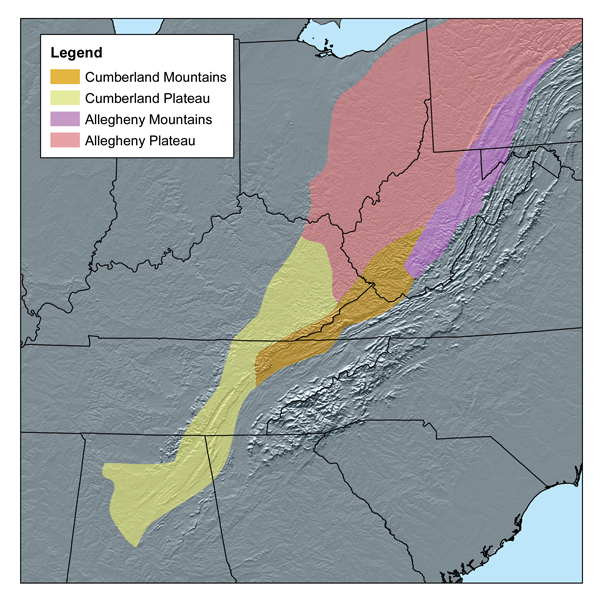 Legend
Cumberland Mountains
Cumberland Plateau
Allegheny Mountains
Allegheny Plateau